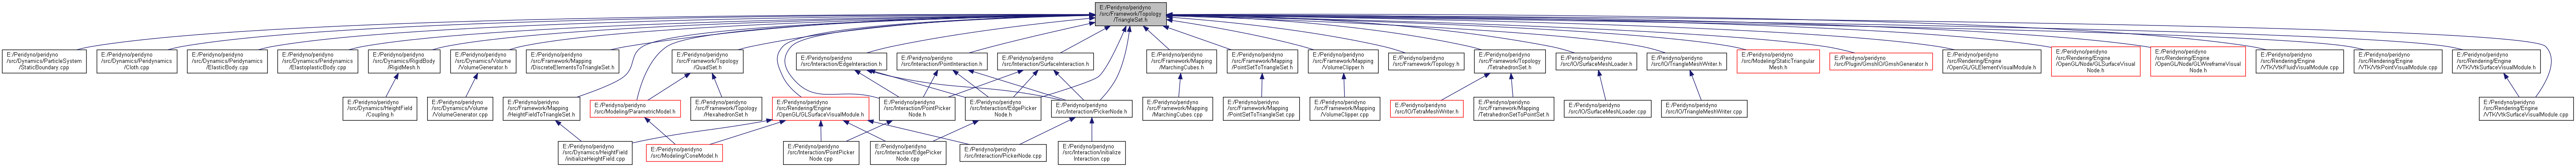 E:/Peridyno/peridyno
/src/Framework/Topology
/TriangleSet.h
E:/Peridyno/peridyno
/src/Dynamics/ParticleSystem
/StaticBoundary.cpp
E:/Peridyno/peridyno
/src/Dynamics/Peridynamics
/Cloth.cpp
E:/Peridyno/peridyno
/src/Dynamics/Peridynamics
/ElasticBody.cpp
E:/Peridyno/peridyno
/src/Dynamics/Peridynamics
/ElastoplasticBody.cpp
E:/Peridyno/peridyno
/src/Dynamics/RigidBody
/RigidMesh.h
E:/Peridyno/peridyno
/src/Dynamics/Volume
/VolumeGenerator.h
E:/Peridyno/peridyno
/src/Framework/Mapping
/DiscreteElementsToTriangleSet.h
E:/Peridyno/peridyno
/src/Framework/Topology
/QuadSet.h
E:/Peridyno/peridyno
/src/Interaction/EdgeInteraction.h
E:/Peridyno/peridyno
/src/Interaction/PointInteraction.h
E:/Peridyno/peridyno
/src/Interaction/SurfaceInteraction.h
E:/Peridyno/peridyno
/src/Framework/Mapping
/MarchingCubes.h
E:/Peridyno/peridyno
/src/Framework/Mapping
/PointSetToTriangleSet.h
E:/Peridyno/peridyno
/src/Framework/Mapping
/VolumeClipper.h
E:/Peridyno/peridyno
/src/Framework/Topology.h
E:/Peridyno/peridyno
/src/Framework/Topology
/TetrahedronSet.h
E:/Peridyno/peridyno
/src/IO/SurfaceMeshLoader.h
E:/Peridyno/peridyno
/src/IO/TriangleMeshWriter.h
E:/Peridyno/peridyno
/src/Modeling/StaticTriangular
Mesh.h
E:/Peridyno/peridyno
/src/Plugin/GmshIO/GmshGenerator.h
E:/Peridyno/peridyno
/src/Rendering/Engine
/OpenGL/GLElementVisualModule.h
E:/Peridyno/peridyno
/src/Rendering/Engine
/OpenGL/Node/GLSurfaceVisual
Node.h
E:/Peridyno/peridyno
/src/Rendering/Engine
/OpenGL/Node/GLWireframeVisual
Node.h
E:/Peridyno/peridyno
/src/Rendering/Engine
/VTK/VtkFluidVisualModule.cpp
E:/Peridyno/peridyno
/src/Rendering/Engine
/VTK/VtkPointVisualModule.cpp
E:/Peridyno/peridyno
/src/Rendering/Engine
/VTK/VtkSurfaceVisualModule.h
E:/Peridyno/peridyno
/src/Dynamics/HeightField
/Coupling.h
E:/Peridyno/peridyno
/src/Dynamics/Volume
/VolumeGenerator.cpp
E:/Peridyno/peridyno
/src/Framework/Mapping
/HeightFieldToTriangleSet.h
E:/Peridyno/peridyno
/src/Modeling/ParametricModel.h
E:/Peridyno/peridyno
/src/Framework/Topology
/HexahedronSet.h
E:/Peridyno/peridyno
/src/Rendering/Engine
/OpenGL/GLSurfaceVisualModule.h
E:/Peridyno/peridyno
/src/Interaction/PointPicker
Node.h
E:/Peridyno/peridyno
/src/Interaction/EdgePicker
Node.h
E:/Peridyno/peridyno
/src/Interaction/PickerNode.h
E:/Peridyno/peridyno
/src/Framework/Mapping
/MarchingCubes.cpp
E:/Peridyno/peridyno
/src/Framework/Mapping
/PointSetToTriangleSet.cpp
E:/Peridyno/peridyno
/src/Framework/Mapping
/VolumeClipper.cpp
E:/Peridyno/peridyno
/src/IO/TetraMeshWriter.h
E:/Peridyno/peridyno
/src/Framework/Mapping
/TetrahedronSetToPointSet.h
E:/Peridyno/peridyno
/src/IO/SurfaceMeshLoader.cpp
E:/Peridyno/peridyno
/src/IO/TriangleMeshWriter.cpp
E:/Peridyno/peridyno
/src/Rendering/Engine
/VTK/VtkSurfaceVisualModule.cpp
E:/Peridyno/peridyno
/src/Dynamics/HeightField
/initializeHeightField.cpp
E:/Peridyno/peridyno
/src/Modeling/ConeModel.h
E:/Peridyno/peridyno
/src/Interaction/PointPicker
Node.cpp
E:/Peridyno/peridyno
/src/Interaction/EdgePicker
Node.cpp
E:/Peridyno/peridyno
/src/Interaction/PickerNode.cpp
E:/Peridyno/peridyno
/src/Interaction/initialize
Interaction.cpp